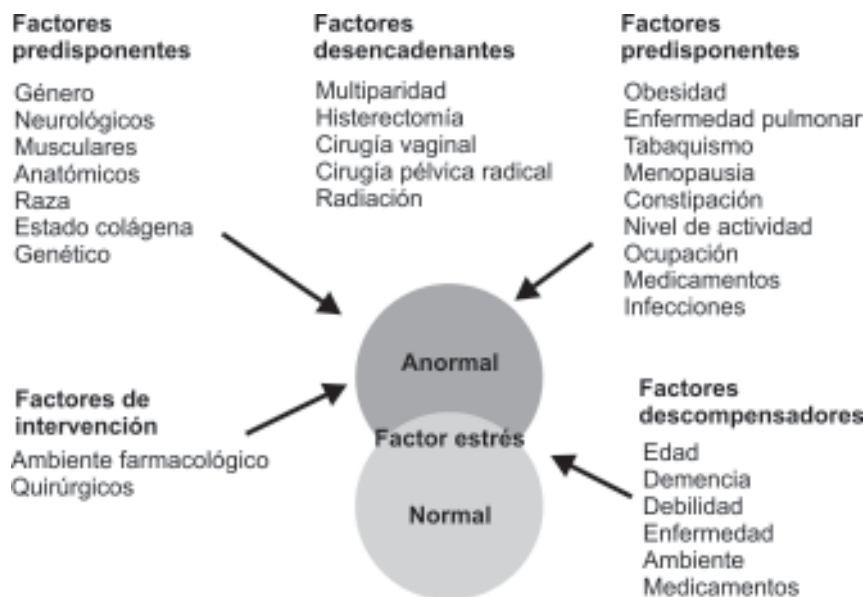 Factores
predisponentes
Género
Neurológicos
Musculares
Anatómicos
Raza
Estado colágena
Genético
Factores
desencadenantes
Multiparidad
Histerectomía
Cirugía vaginal
Cirugía pélvica radical
Radiación
Factores
predisponentes
Obesidad
Enfermedad pulmonar
Tabaquismo
Menopausia
Constipación
Nivel de actividad
Ocupación
Medicamentos
Infecciones
Anormal
Factor estrés
Normal
Factores de
intervención
Ambiente farmacológico
Quirúrgicos
Factores
descompensadores
Edad
Demencia
Debilidad
Enfermedad
Ambiente
Medicamentos